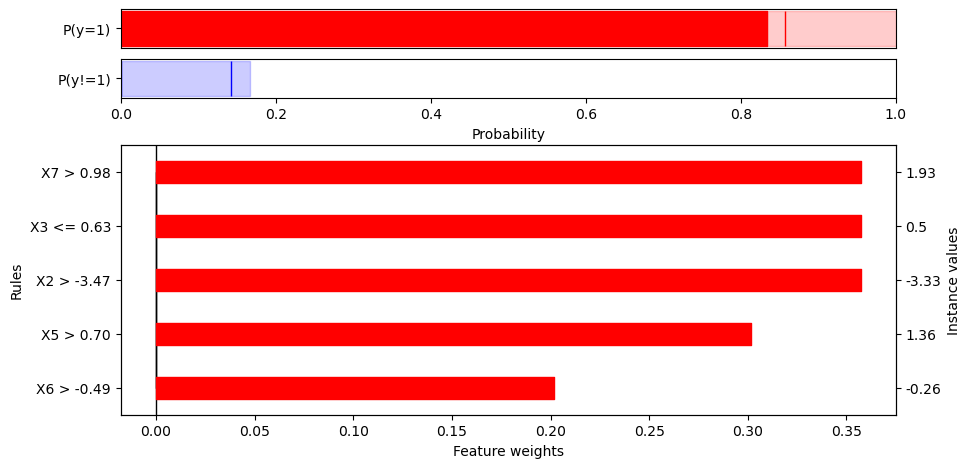 P(y=1)
P(y!=1)
0.0 0.2 0.4 0.6 0.8 1.0
Probability
X7 > 0.98 1.93
X3 <= 0.63 0.5
X2 > -3.47 -3.33
X5 > 0.70 1.36
X6 > -0.49 -0.26
Rules
Instance values
0.00 0.05 0.10 0.15 0.20 0.25 0.30 0.35
Feature weights